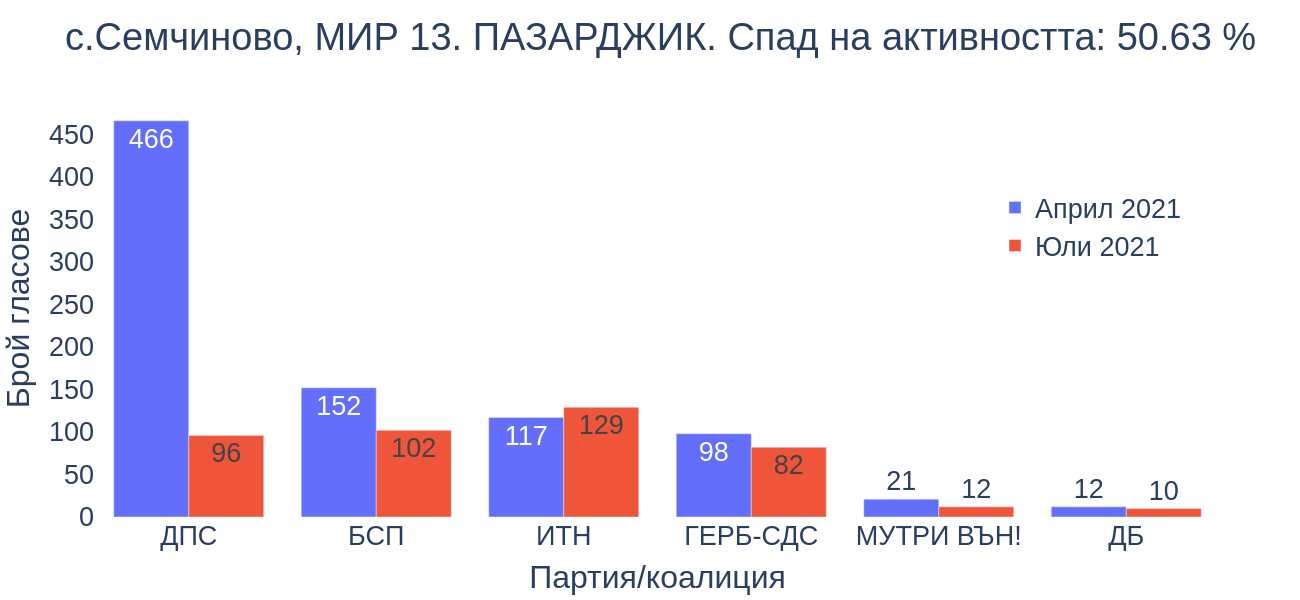 с.Семчиново, МИР 13. ПАЗАРДЖИК. Спад на активността: 50.63 %
Брой гласове
450
400
350
300
250
200
150
100
50
0
466
96
152
102
117
129
98
82
21
12
12
10
Април 2021
Юли 2021
ДПС
БСП
ИТН
ГЕРБ-СДС
МУТРИ ВЪН!
ДБ
Партия/коалиция